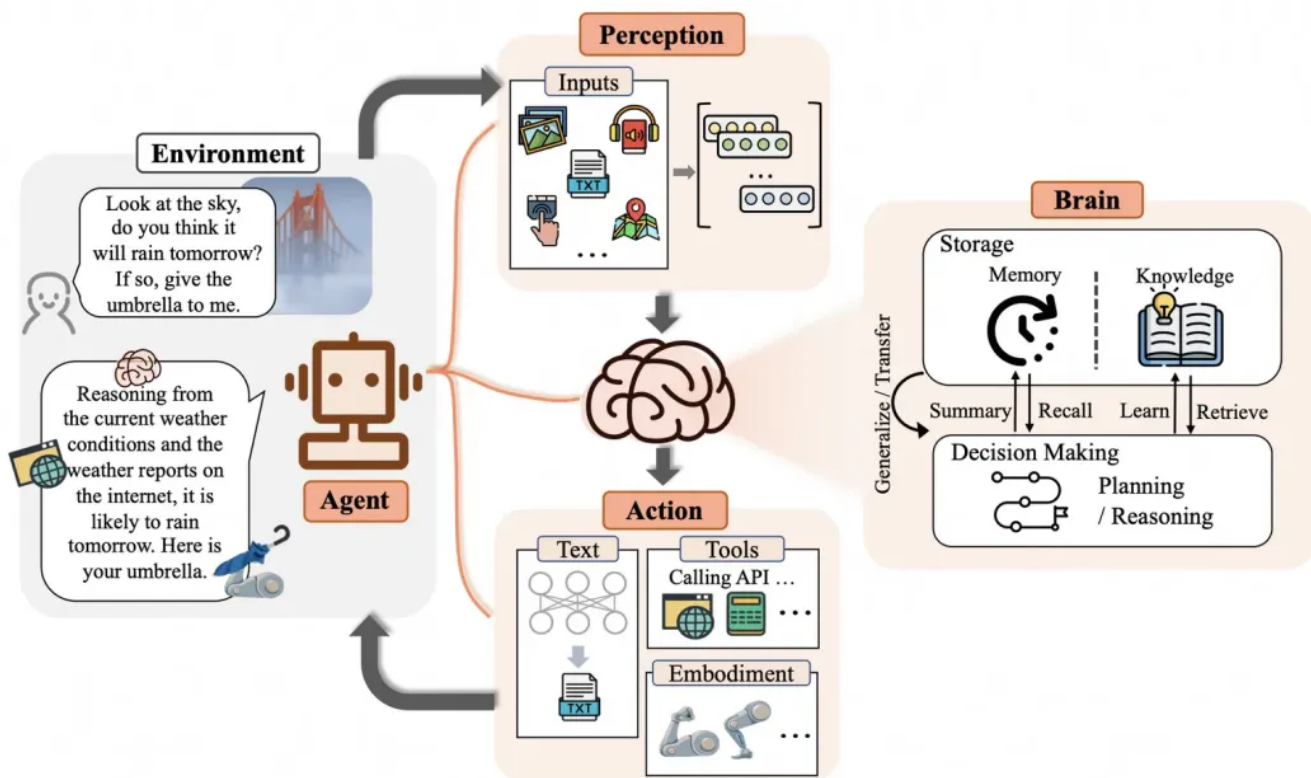 Perception
Inputs
TXT
...
...
Environment
Look at the sky,
do you think it
will rain tomorrow?
If so, give the
umbrella to me.
Reasoning from
the current weather
conditions and the
weather reports on
the internet, it is
likely to rain
tomorrow. Here is
your umbrella.
Agent
Brain
Storage
Memory
Knowledge
Generalize / Transfer
Summary
Recall
Learn
Retrieve
Decision Making
Planning
/ Reasoning
Action
Text
TXT
Tools
Calling API ...
...
Embodiment
...